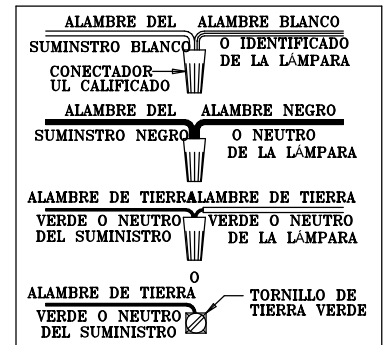 ALAMBRE DEL ALAMBRE BLANCO
SUMINSTRO BLANCO O IDENTIFICADO
DE LA LÁMPARA
CONECTADOR
UL CALIFICADO
ALAMBRE DEL ALAMBRE NEGRO
SUMINSTRO NEGRO O NEUTRO
DE LA LÁMPARA
ALAMBRE DE TIERRA ALAMBRE DE TIERRA
VERDE O NEUTRO VERDE O NEUTRO
DEL SUMINISTRO DE LA LÁMPARA
O
ALAMBRE DE TIERRA
VERDE O NEUTRO
DEL SUMINISTRO
TORNILLO DE
TIERRA VERDE